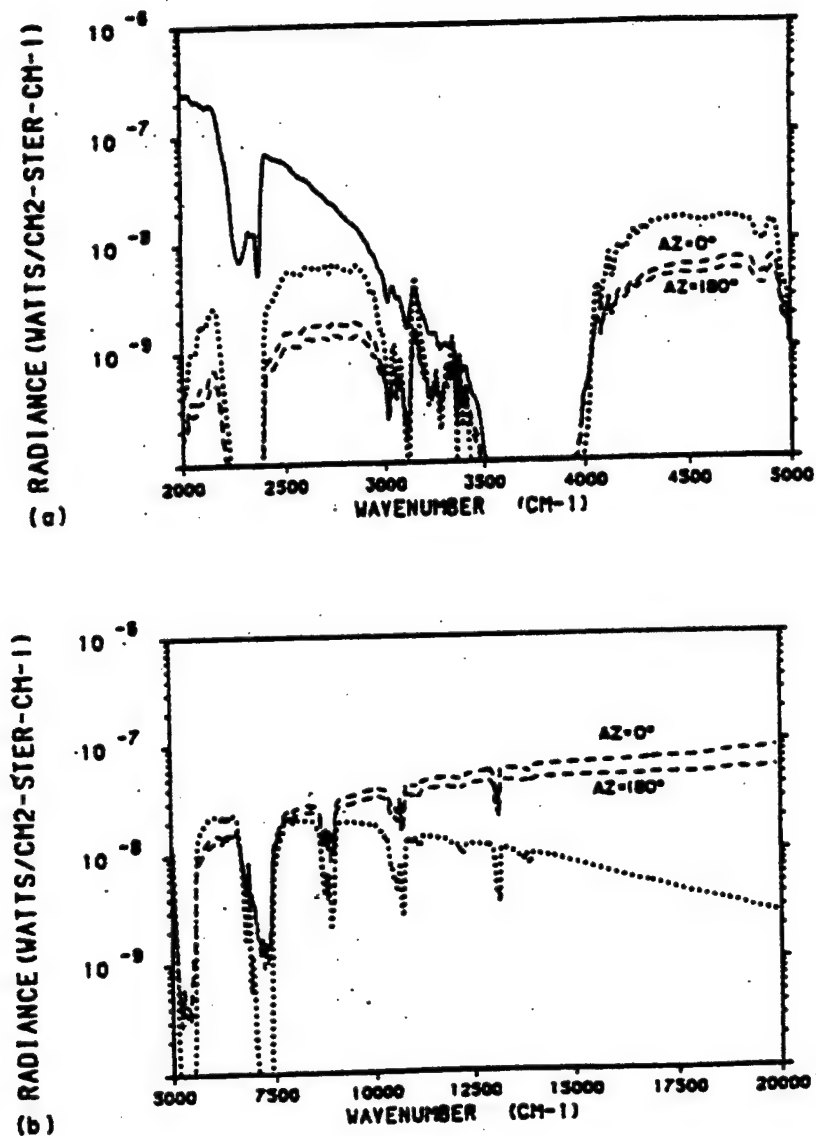 RADIANCE (WATTS/CM2-STER-CM-1)
10 -6
10 -7
10 -8
10 -9
AZ=0°
AZ=180°
2000 2500 3000 3500 4000 4500 5000
WAVENUMBER (CM-1)
(a)
RADIANCE (WATTS/CM2-STER-CM-1)
10 -6
10 -7
10 -8
10 -9
AZ=0°
AZ=180°
5000 7500 10000 12500 15000 17500 20000
WAVENUMBER (CM-1)
(b)